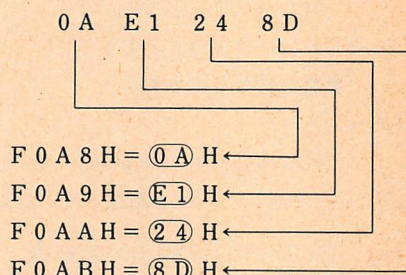 0A E1 24 8D
F0A8H=0AH
F0A9H=E1H
F0AAH=24H
F0ABH=8DH